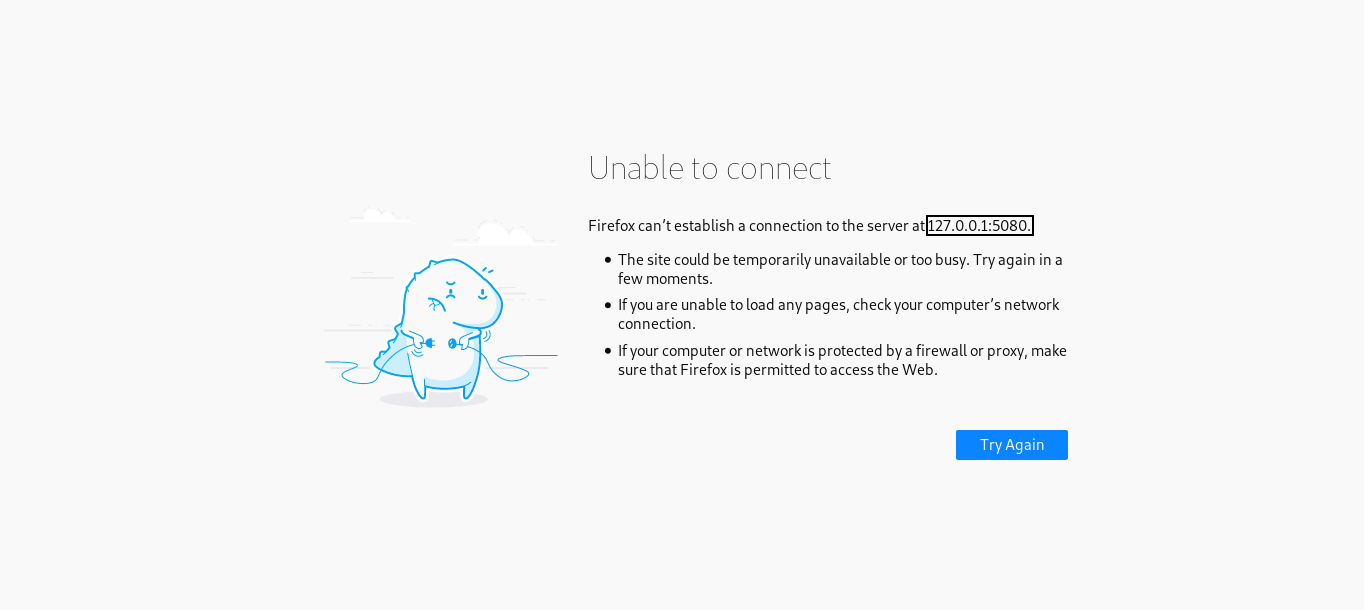 Unable to connect
Firefox can’t establish a connection to the server at 127.0.0.1:5080.
• The site could be temporarily unavailable or too busy. Try again in a
few moments.
• If you are unable to load any pages, check your computer’s network
connection.
• If your computer or network is protected by a firewall or proxy, make
sure that Firefox is permitted to access the Web.
Try Again